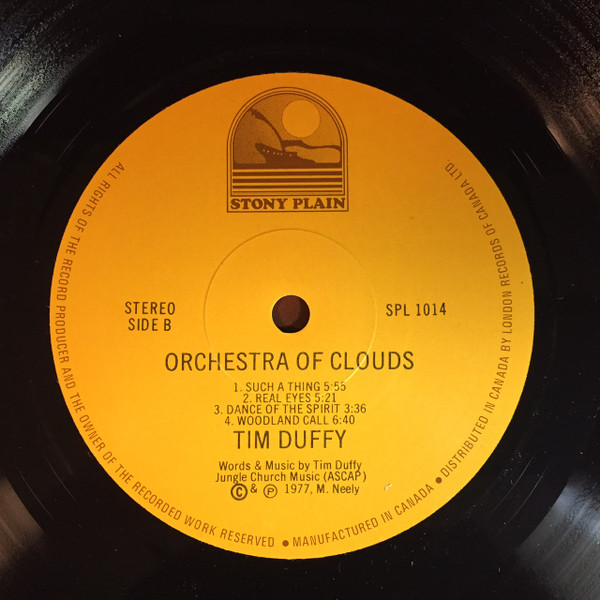 STONY PLAIN
STEREO
SIDE B
SPL 1014
ORCHESTRA OF CLOUDS
1. SUCH A THING 5:55
2. REAL EYES 5:21
3. DANCE OF THE SPIRIT 3:36
4. WOODLAND CALL 6:40
TIM DUFFY
Words & Music by Tim Duffy
Jungle Church Music (ASCAP)
© & ℗ 1977, M. Neely
ALL RIGHTS OF THE RECORD PRODUCER AND THE OWNER OF THE RECORDED WORK RESERVED ● MANUFACTURED IN CANADA ● DISTRIBUTED IN CANADA BY LONDON RECORDS OF CANADA LTD.